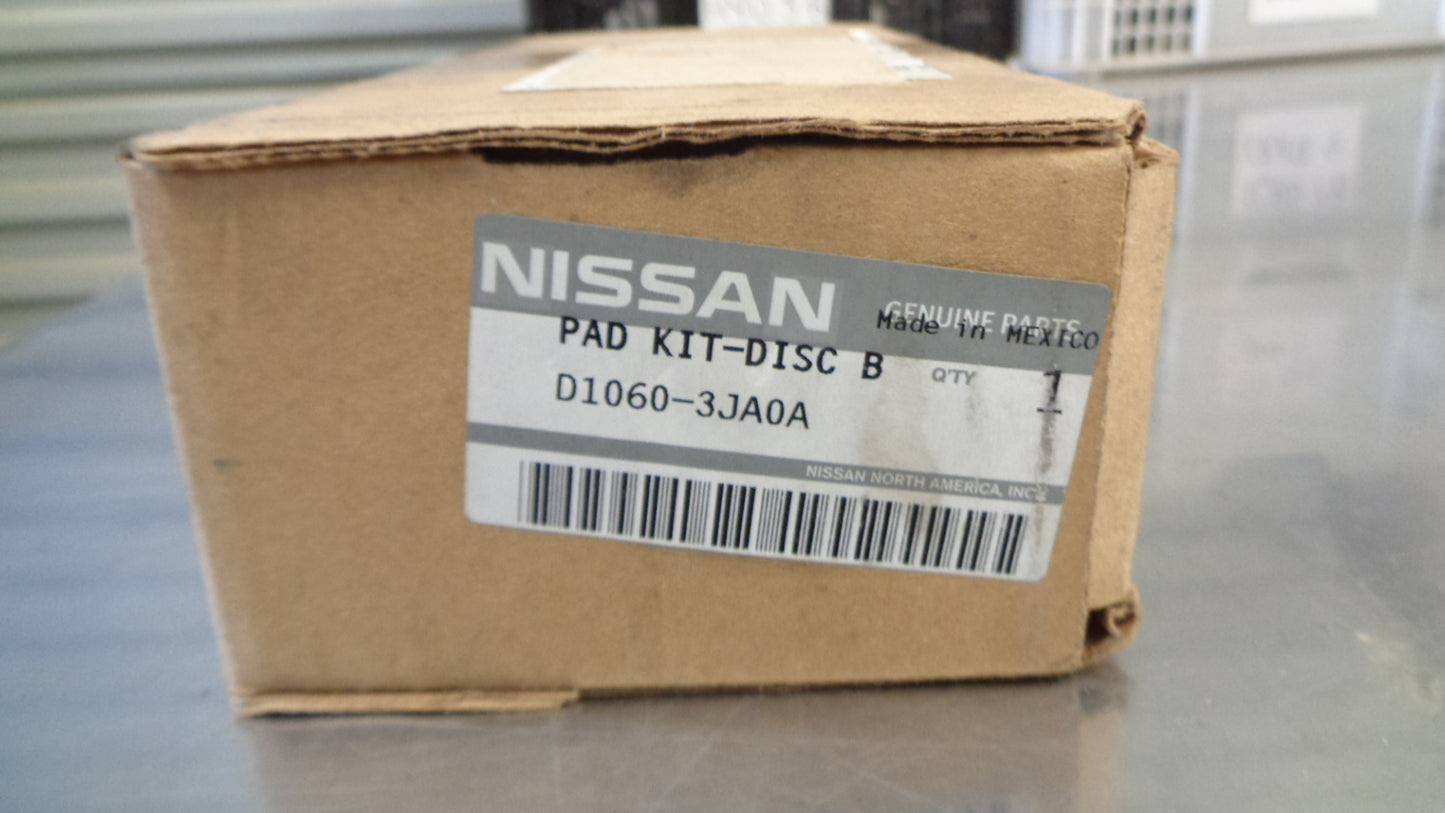 NISSAN
GENUINE PARTS
Made in MEXICO
PAD KIT-DISC B
Q'TY 1
D1060-3JA0A
NISSAN NORTH AMERICA, INC.